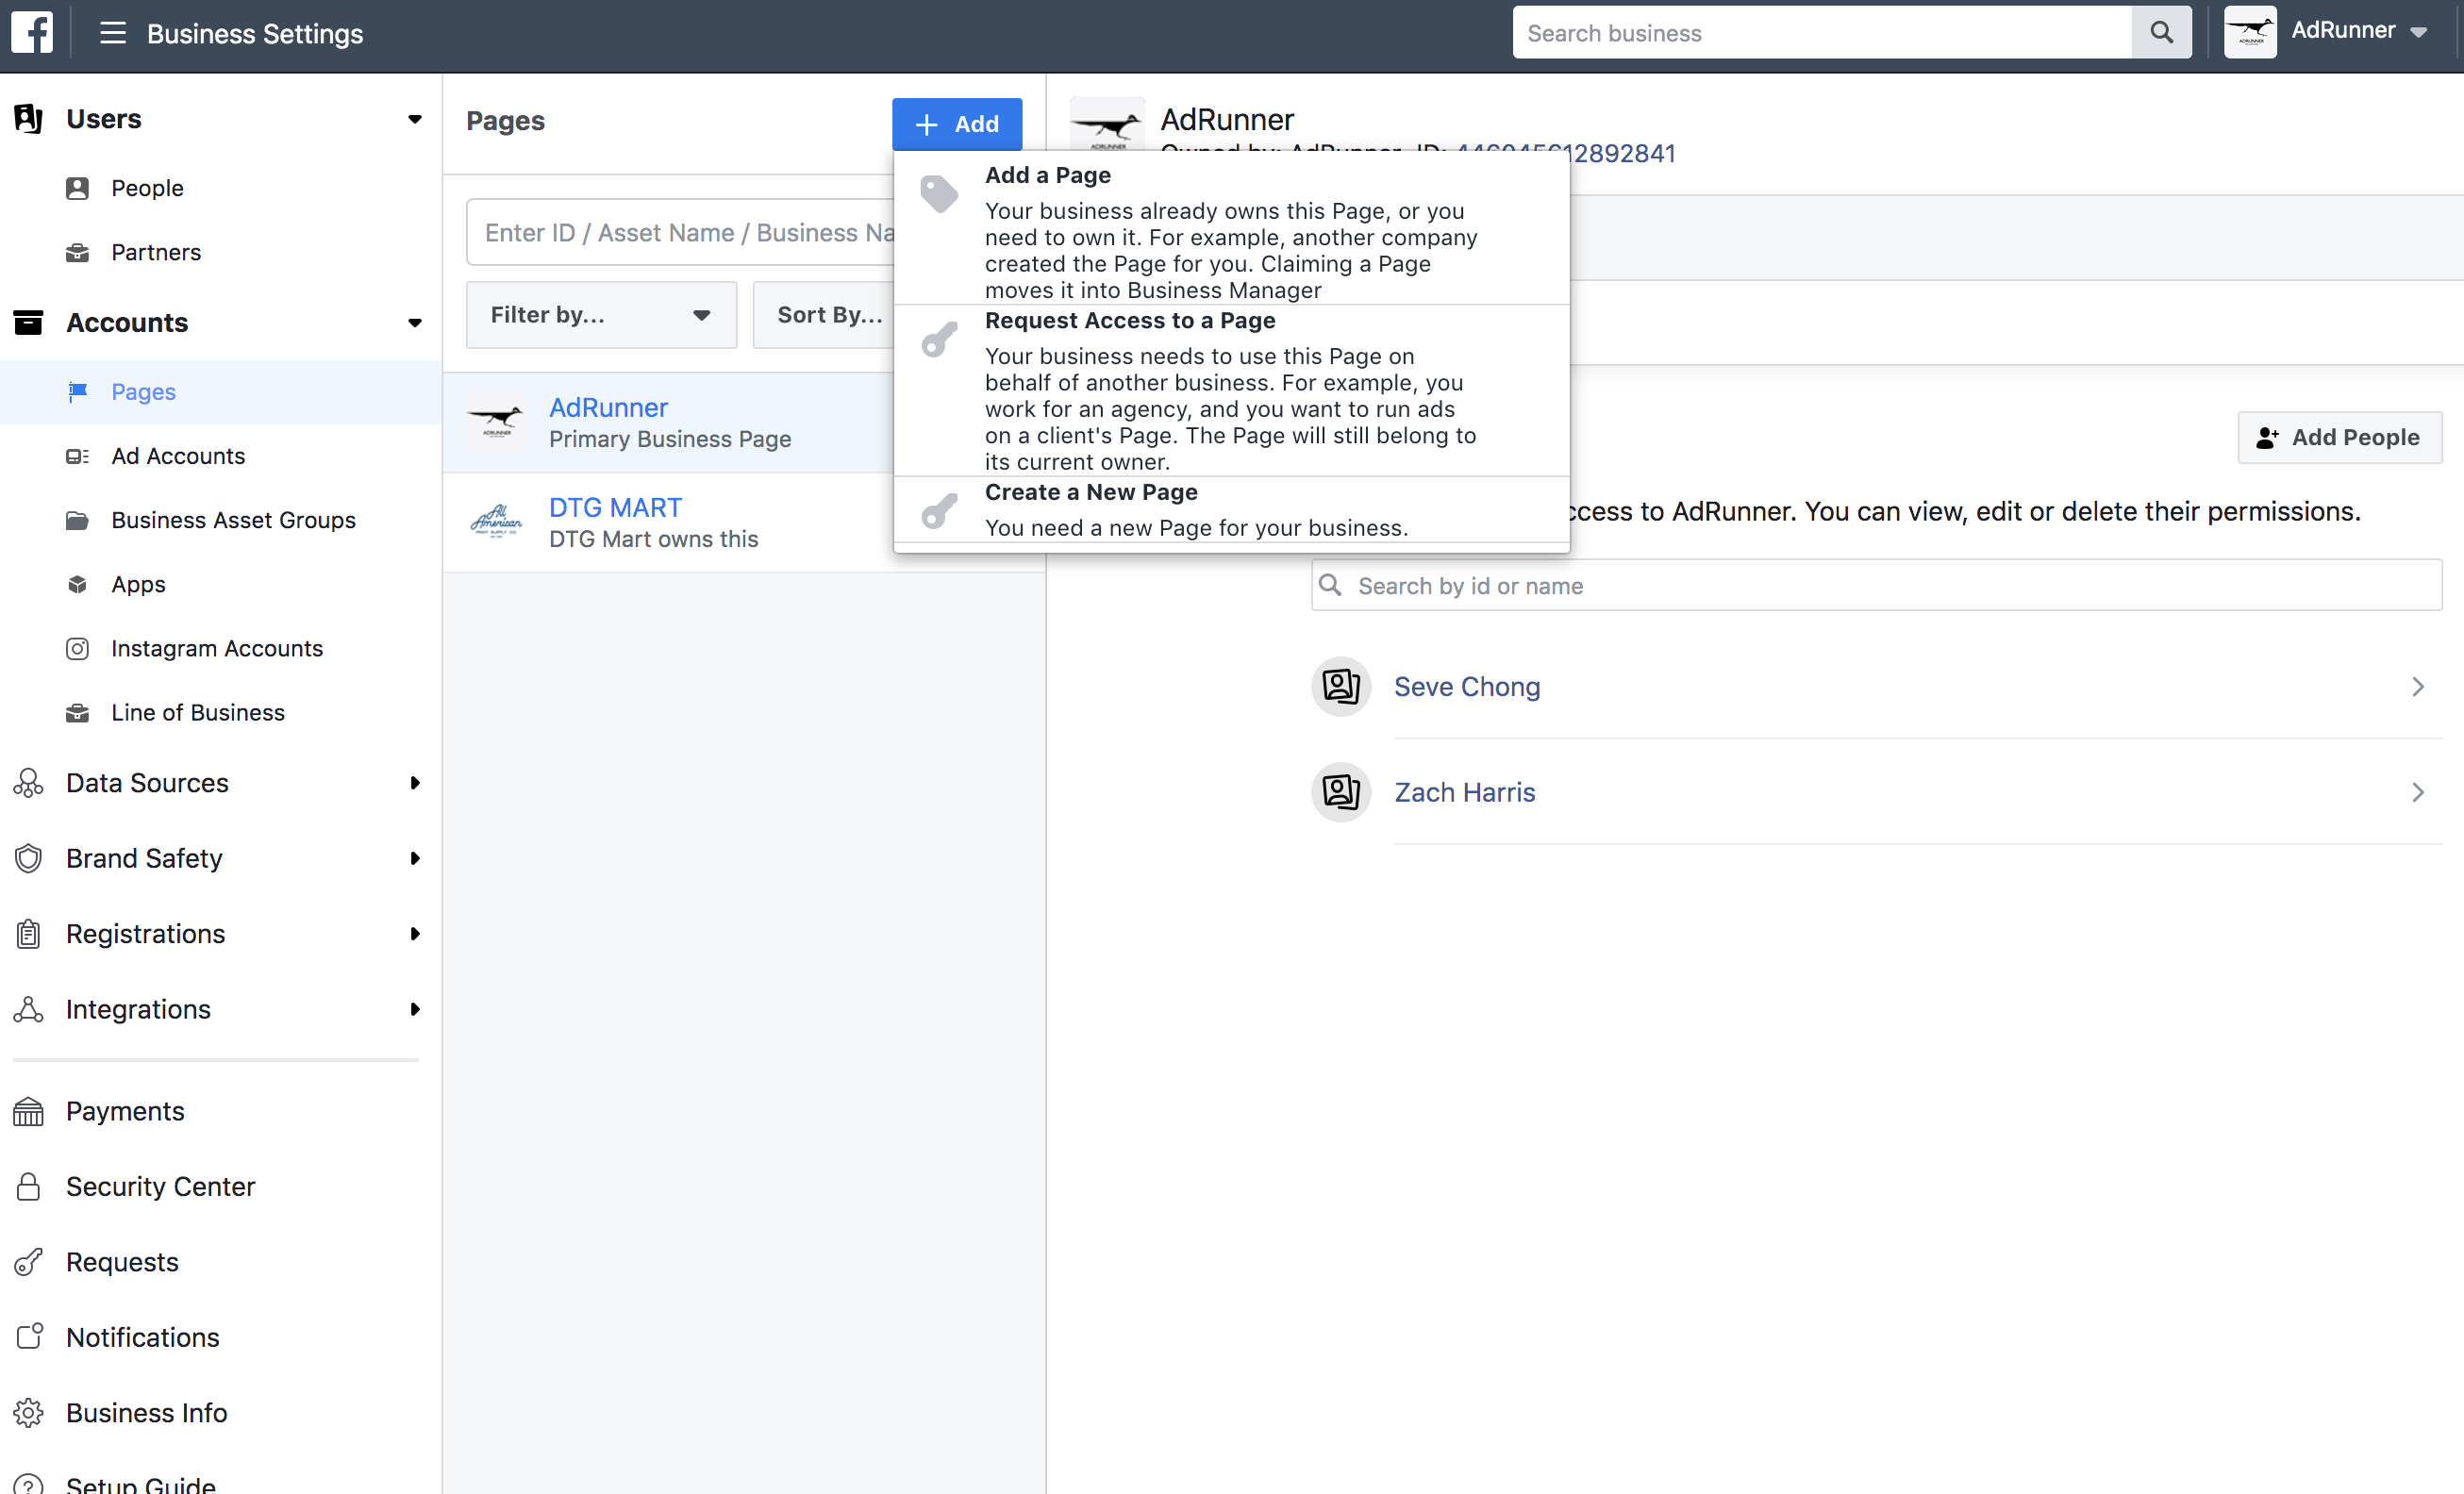 Business Settings
Search business
AdRunner
Users
People
Partners
Accounts
Pages
Ad Accounts
Business Asset Groups
Apps
Instagram Accounts
Line of Business
Data Sources
Brand Safety
Registrations
Integrations
Payments
Security Center
Requests
Notifications
Business Info
Setup Guide
Pages
+ Add
Enter ID / Asset Name / Business Na
Filter by...
Sort By...
ADRUNNER
AdRunner
Primary Business Page
All
American
DTG MART
DTG Mart owns this
Add a Page
Your business already owns this Page, or you
need to own it. For example, another company
created the Page for you. Claiming a Page
moves it into Business Manager
Request Access to a Page
Your business needs to use this Page on
behalf of another business. For example, you
work for an agency, and you want to run ads
on a client's Page. The Page will still belong to
its current owner.
Create a New Page
You need a new Page for your business.
ADRUNNER
AdRunner
Owned by: AdRunner ID: 446045612892841
Add People
ccess to AdRunner. You can view, edit or delete their permissions.
Search by id or name
Seve Chong
Zach Harris